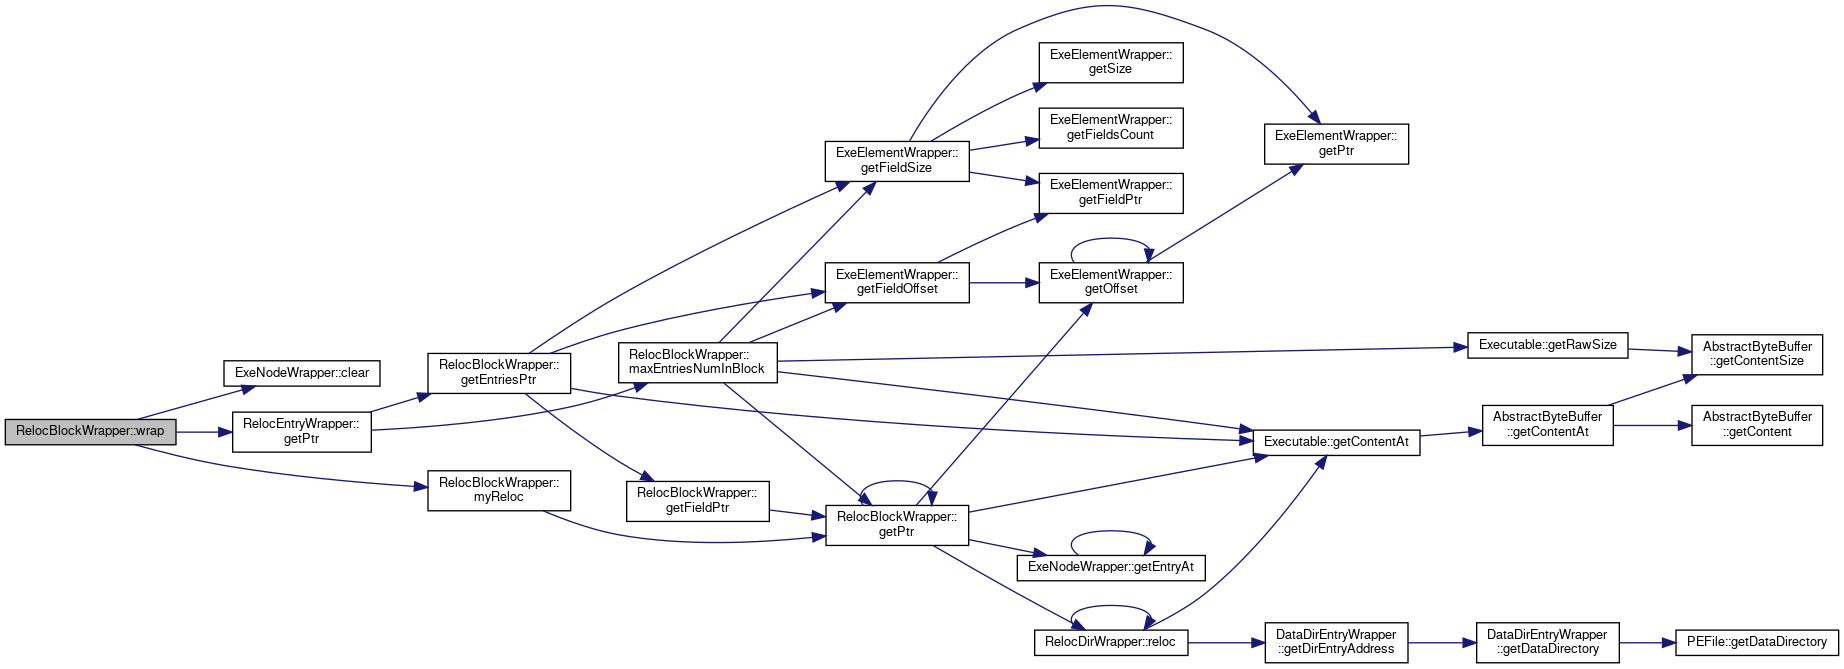 RelocBlockWrapper::wrap
ExeNodeWrapper::clear
RelocEntryWrapper::
getPtr
RelocBlockWrapper::
getEntriesPtr
RelocBlockWrapper::
myReloc
RelocBlockWrapper::
maxEntriesNumInBlock
RelocBlockWrapper::
getFieldPtr
ExeElementWrapper::
getFieldSize
ExeElementWrapper::
getFieldOffset
RelocBlockWrapper::
getPtr
ExeElementWrapper::
getSize
ExeElementWrapper::
getFieldsCount
ExeElementWrapper::
getFieldPtr
ExeElementWrapper::
getOffset
ExeNodeWrapper::getEntryAt
RelocDirWrapper::reloc
ExeElementWrapper::
getPtr
Executable::getContentAt
DataDirEntryWrapper
::getDirEntryAddress
Executable::getRawSize
AbstractByteBuffer
::getContentAt
DataDirEntryWrapper
::getDataDirectory
AbstractByteBuffer
::getContentSize
AbstractByteBuffer
::getContent
PEFile::getDataDirectory